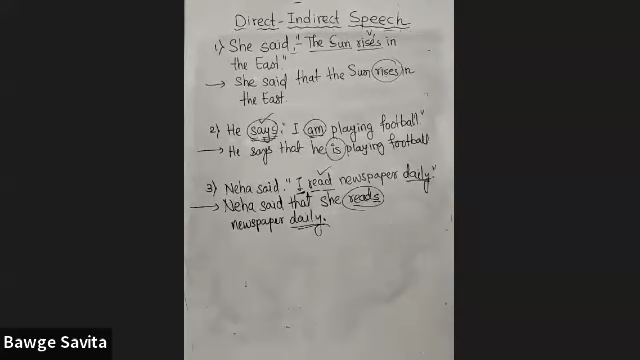 Direct-Indirect Speech
1) She said, "The Sun rises in
the East."
→ She said that the Sun rises in
the East.
2) He says, "I am playing football."
→ He says that he is playing football
3) Neha said, "I read newspaper daily."
→ Neha said that she reads
newspaper daily.
Bawge Savita